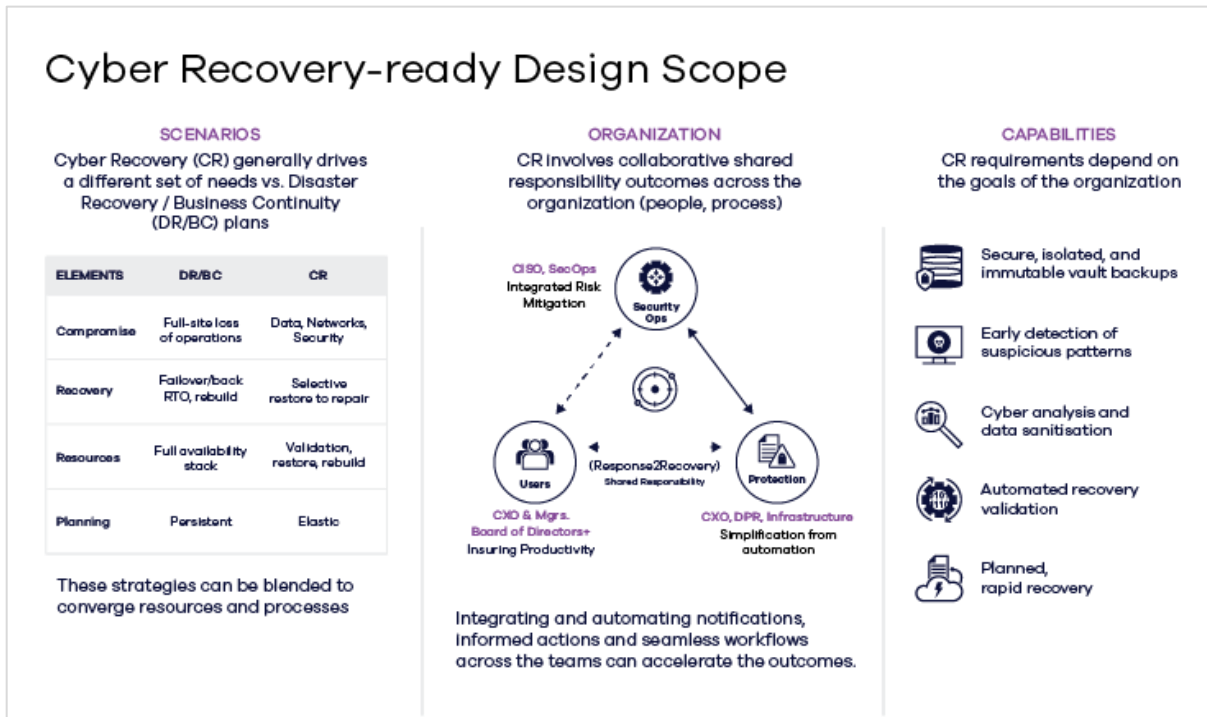 Cyber Recovery-ready Design Scope
SCENARIOS
Cyber Recovery (CR) generally drives
a different set of needs vs. Disaster
Recovery / Business Continuity
(DR/BC) plans
ELEMENTS DR/BC CR
Compromise Full-site loss of operations Data, Networks, Security
Recovery Failover/back RTO, rebuild Selective restore to repair
Resources Full availability stack Validation, restore, rebuild
Planning Persistent Elastic
These strategies can be blended to
converge resources and processes
ORGANIZATION
CR involves collaborative shared
responsibility outcomes across the
organization (people, process)
CISO, SecOps
Integrated Risk
Mitigation
Security
Ops
Users
(Response2Recovery)
Shared Responsibility
Protection
CXO & Mgrs.
Board of Directors+
Insuring Productivity
CXO, DPR, Infrastructure
Simplification from
automation
Integrating and automating notifications,
informed actions and seamless workflows
across the teams can accelerate the outcomes.
CAPABILITIES
CR requirements depend on
the goals of the organization
Secure, isolated, and
immutable vault backups
Early detection of
suspicious patterns
Cyber analysis and
data sanitisation
Automated recovery
validation
Planned,
rapid recovery